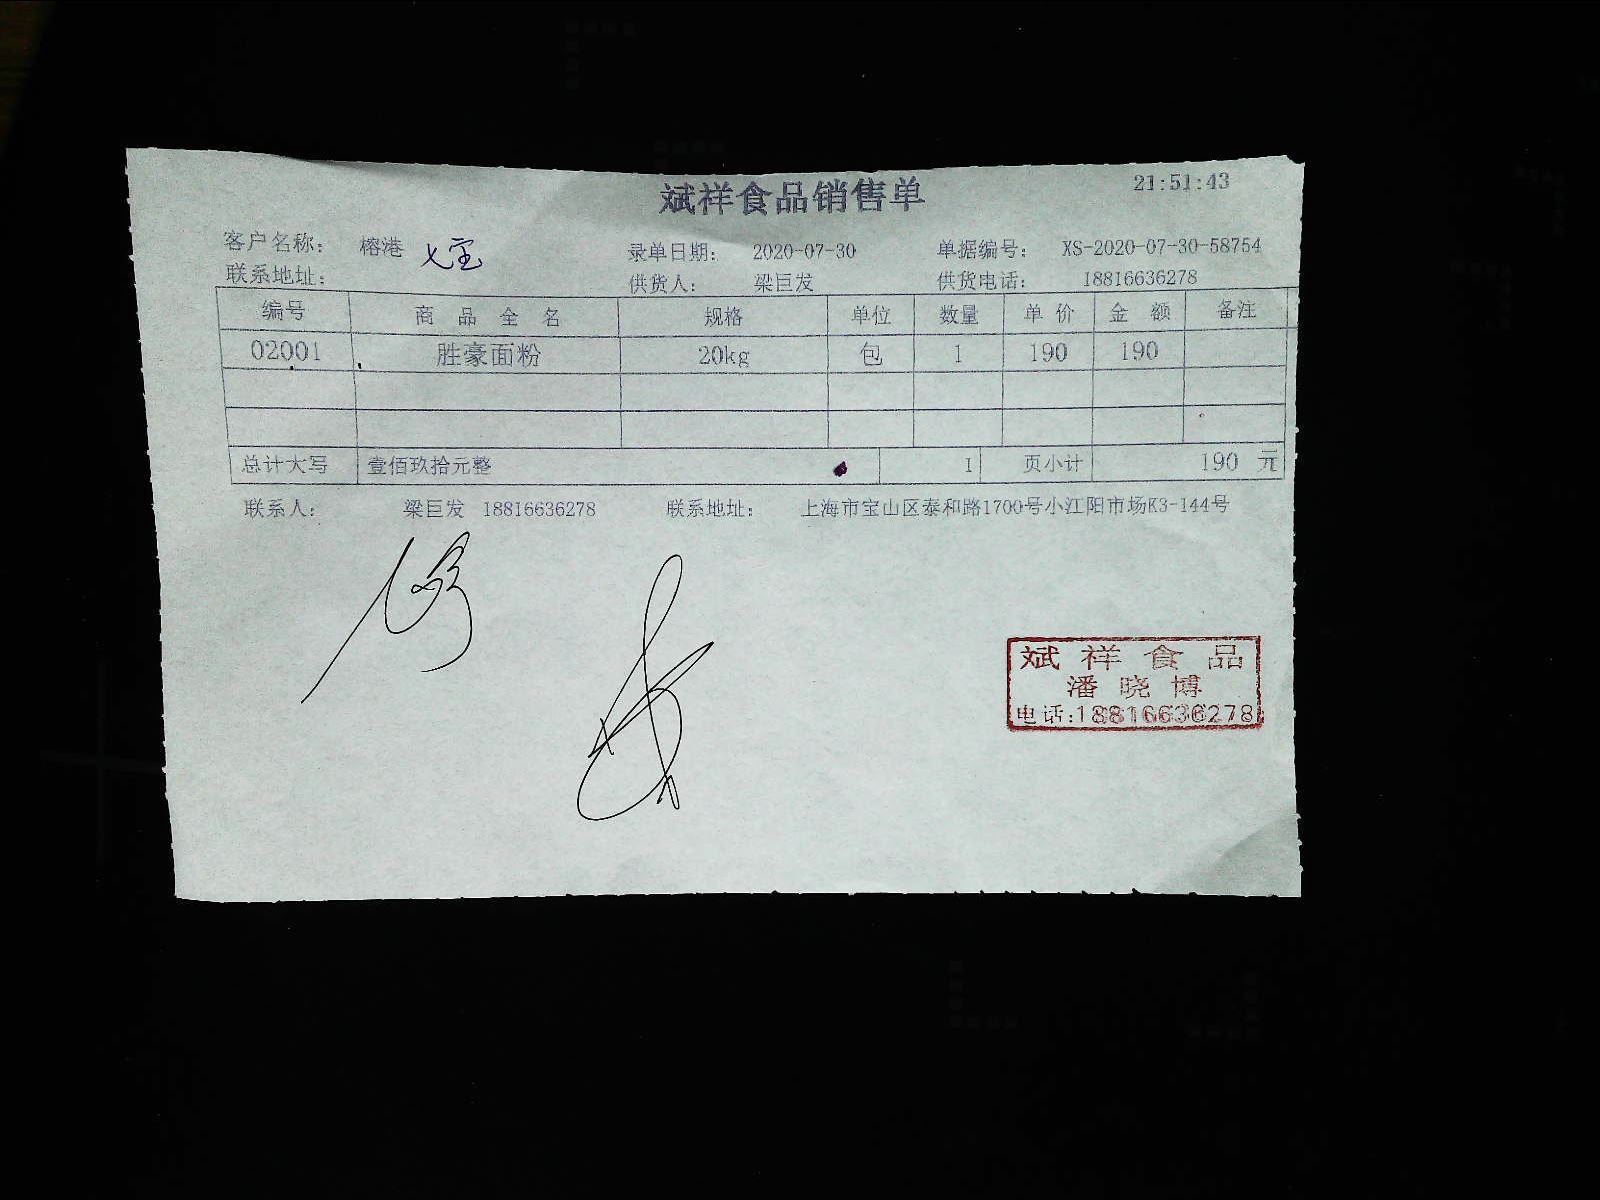 斌祥食品销售单 21:51:43
客户名称： 榕港 七宝 录单日期： 2020-07-30 单据编号： XS-2020-07-30-58754
联系地址： 供货人： 梁巨发 供货电话： 18816636278
编号 商品全名 规格 单位 数量 单价 金额 备注
02001 胜豪面粉 20kg 包 1 190 190
总计大写 壹佰玖拾元整 1 页小计 190 元
联系人： 梁巨发 18816636278 联系地址： 上海市宝山区泰和路1700号小江阳市场K3-144号
斌祥食品
潘晓博
电话:18816636278